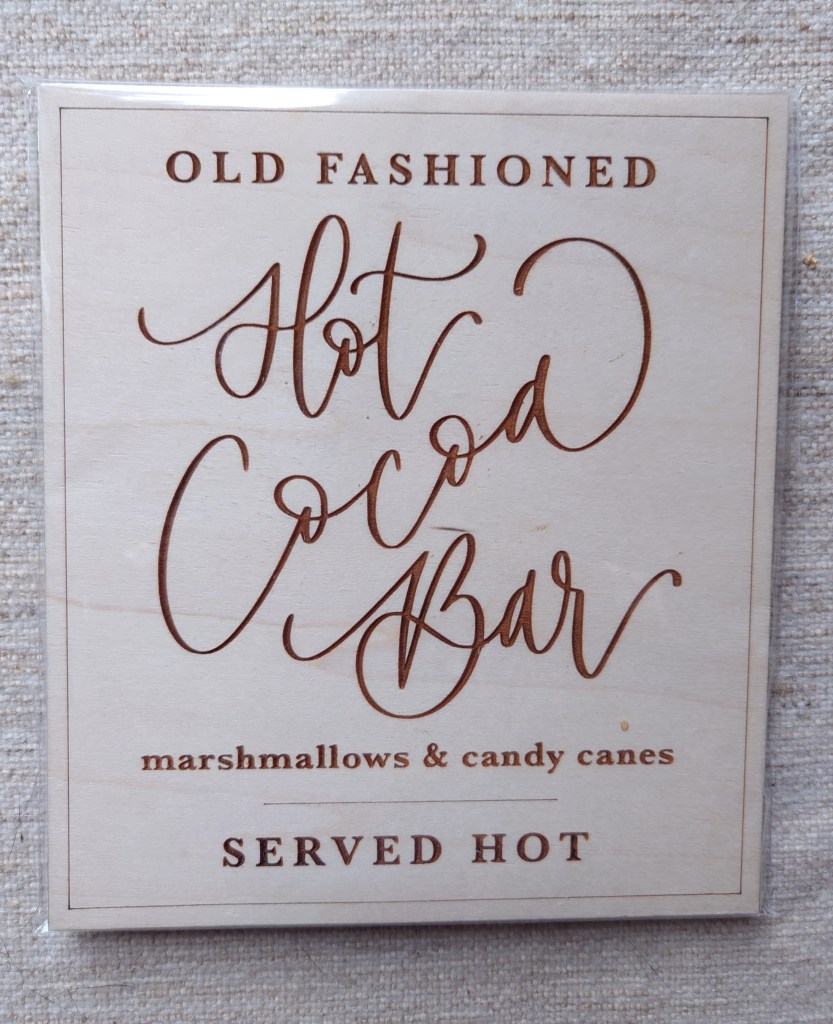 OLD FASHIONED
Hot
Cocoa
Bar
marshmallows & candy canes
SERVED HOT